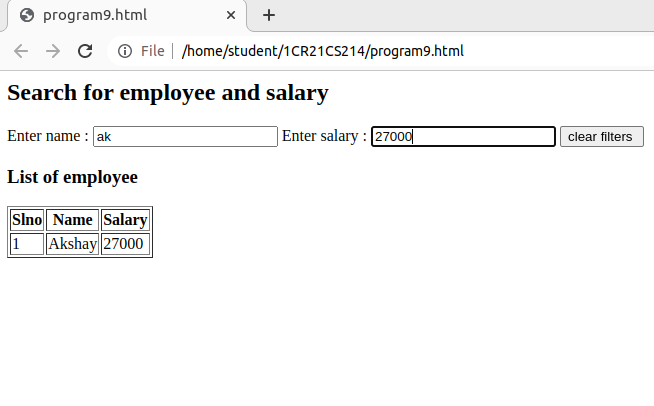 program9.html
File /home/student/1CR21CS214/program9.html
Search for employee and salary
Enter name : ak Enter salary : 27000 clear filters
List of employee
Slno Name Salary
1 Akshay 27000